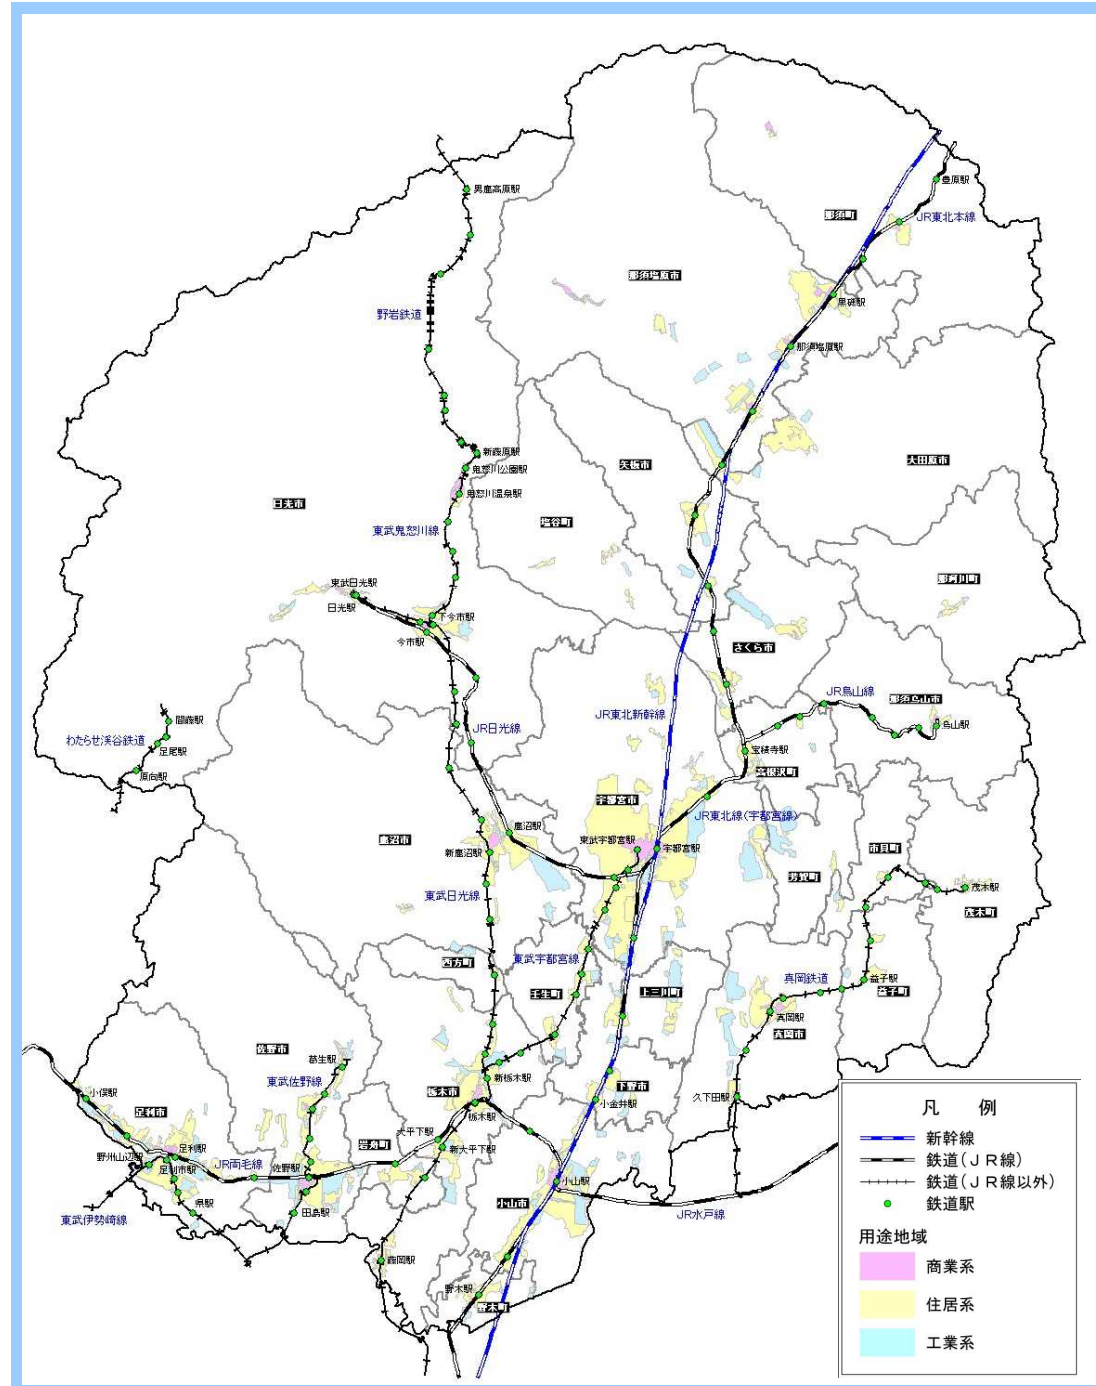 男鹿高原駅
豊原駅
那須町
JR東北本線
那須塩原市
黒磯駅
野岩鉄道
那須塩原駅
新藤原駅
矢板市
大田原市
鬼怒川公園駅
鬼怒川温泉駅
日光市
塩谷町
東武鬼怒川線
那珂川町
東武日光駅
日光駅
下今市駅
今市駅
さくら市
JR烏山線
那須烏山市
JR東北新幹線
間藤駅
烏山駅
わたらせ渓谷鉄道
足尾駅
JR日光線
宝積寺駅
原向駅
高根沢町
宇都宮市
JR東北線(宇都宮線)
鹿沼駅
鹿沼市
東武宇都宮駅
宇都宮駅
新鹿沼駅
市貝町
芳賀町
東武日光線
茂木駅
茂木町
西方町
東武宇都宮線
真岡鉄道
益子駅
壬生町
上三川町
益子町
真岡駅
真岡市
佐野市
葛生駅
新栃木駅
東武佐野線
下野市
小俣駅
栃木市
久下田駅
小金井駅
足利市
栃木駅
大平下駅
岩舟町
新大平下駅
足利駅
野州山辺駅
足利市駅
JR両毛線
佐野駅
小山駅
県駅
小山市
田島駅
JR水戸線
東武伊勢崎線
藤岡駅
野木駅
野木町
凡 例
新幹線
鉄道(JR線)
鉄道(JR線以外)
鉄道駅
用途地域
商業系
住居系
工業系